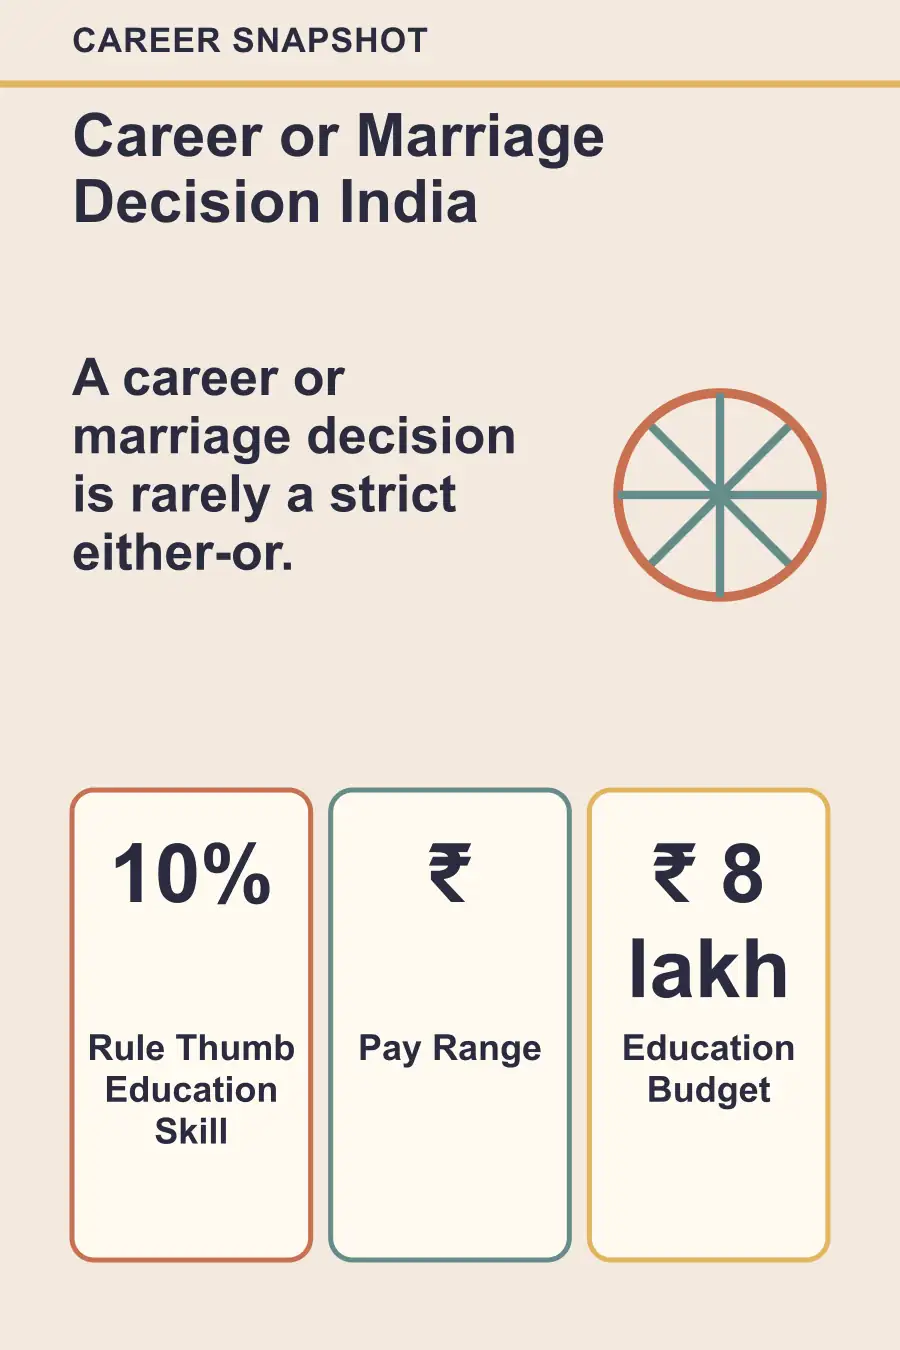 CAREER SNAPSHOT
Career or Marriage
Decision India
A career or
marriage decision
is rarely a strict
either-or.
10%
Rule Thumb
Education
Skill
₹
Pay Range
₹ 8
lakh
Education
Budget